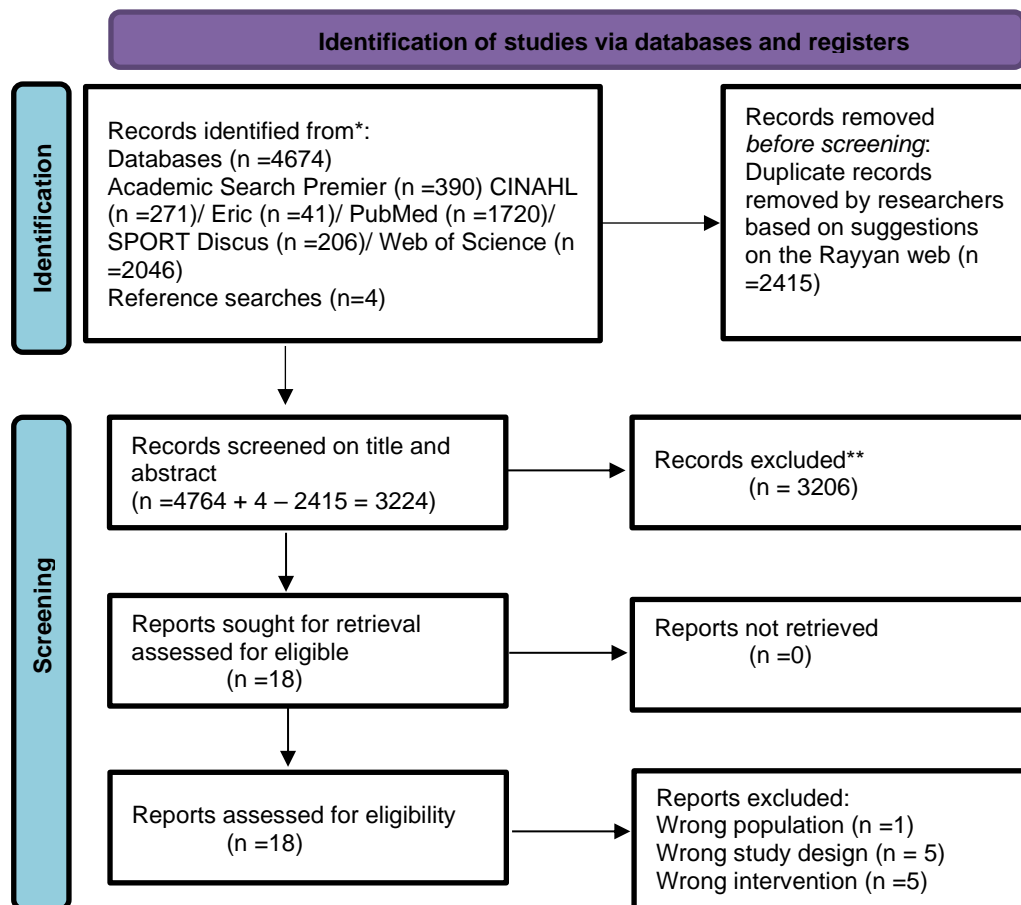 Identification of studies via databases and registers
Identification
Records identified from*:
Databases (n =4674)
Academic Search Premier (n =390) CINAHL
(n =271)/ Eric (n =41)/ PubMed (n =1720)/
SPORT Discus (n =206)/ Web of Science (n
=2046)
Reference searches (n=4)
Records removed
before screening:
Duplicate records
removed by researchers
based on suggestions
on the Rayyan web (n
=2415)
Screening
Records screened on title and
abstract
(n =4764 + 4 – 2415 = 3224)
Records excluded**
(n = 3206)
Reports sought for retrieval
assessed for eligible
(n =18)
Reports not retrieved
(n =0)
Reports assessed for eligibility
(n =18)
Reports excluded:
Wrong population (n =1)
Wrong study design (n = 5)
Wrong intervention (n =5)